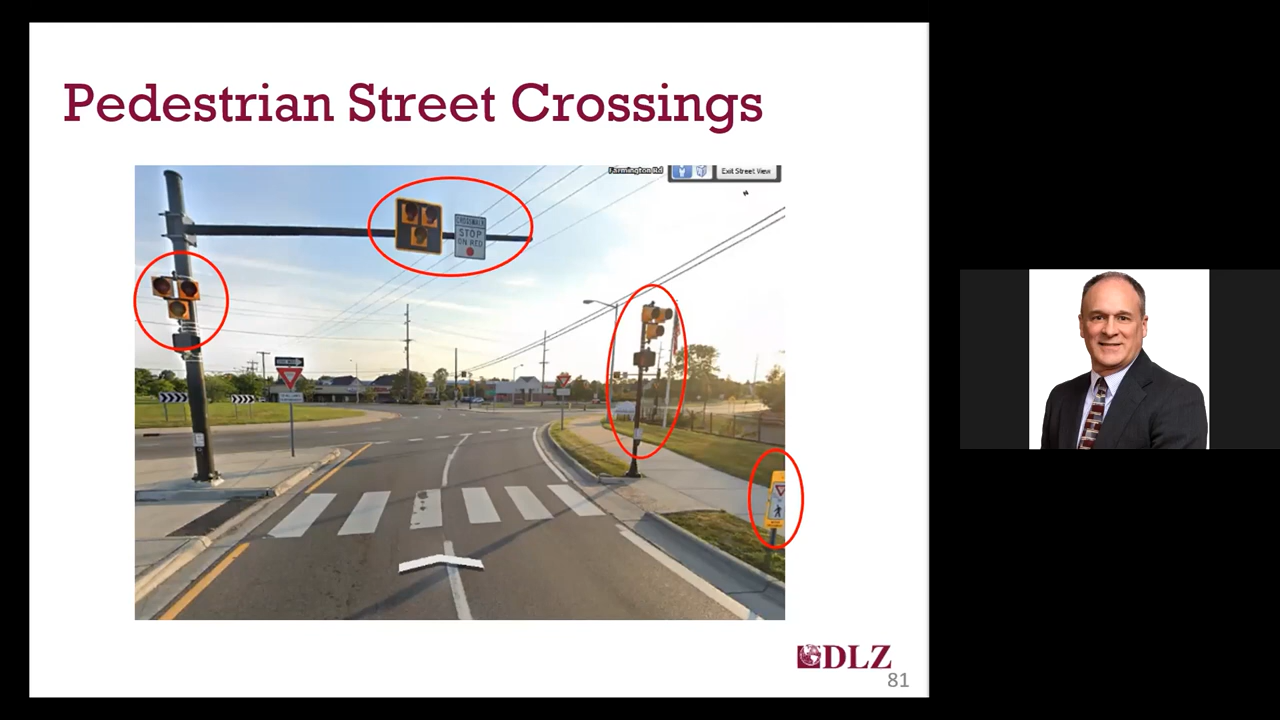 Pedestrian Street Crossings
Farmington Rd
Exit Street View
CROSSWALK
STOP
ON RED
DLZ
81